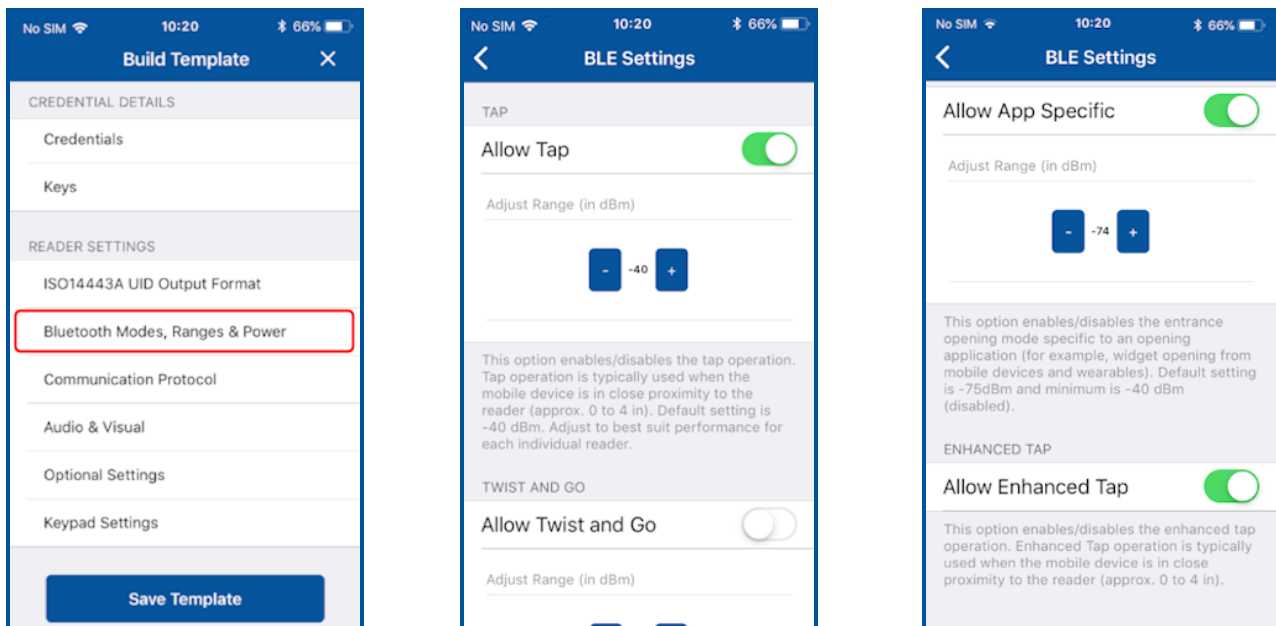 No SIM 10:20 66%
Build Template ×
CREDENTIAL DETAILS
Credentials
Keys
READER SETTINGS
ISO14443A UID Output Format
Bluetooth Modes, Ranges & Power
Communication Protocol
Audio & Visual
Optional Settings
Keypad Settings
Save Template
No SIM 10:20 66%
BLE Settings
TAP
Allow Tap
Adjust Range (in dBm)
- -40 +
This option enables/disables the tap operation.
Tap operation is typically used when the
mobile device is in close proximity to the
reader (approx. 0 to 4 in). Default setting is
-40 dBm. Adjust to best suit performance for
each individual reader.
TWIST AND GO
Allow Twist and Go
Adjust Range (in dBm)
No SIM 10:20 66%
BLE Settings
Allow App Specific
Adjust Range (in dBm)
- -74 +
This option enables/disables the entrance
opening mode specific to an opening
application (for example, widget opening from
mobile devices and wearables). Default setting
is -75dBm and minimum is -40 dBm
(disabled).
ENHANCED TAP
Allow Enhanced Tap
This option enables/disables the enhanced tap
operation. Enhanced Tap operation is typically
used when the mobile device is in close
proximity to the reader (approx. 0 to 4 in).